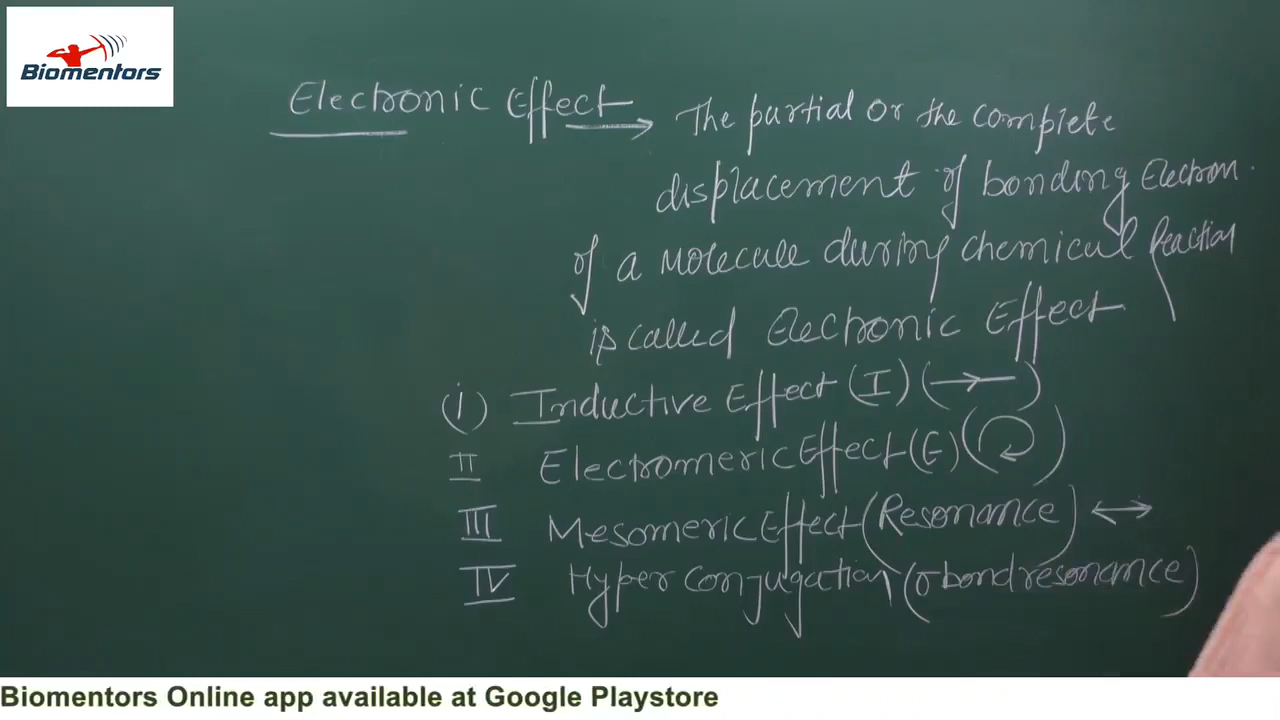 Biomentors
Electronic Effect → The partial or the complete
displacement of bonding Electron.
of a molecule during chemical Reaction
is called Electronic Effect
(i) Inductive Effect (I) (→)
II Electromeric Effect (E) (↻)
III Mesomeric Effect (Resonance) ↔
IV Hyper conjugation (σ bond resonance)
Biomentors Online app available at Google Playstore